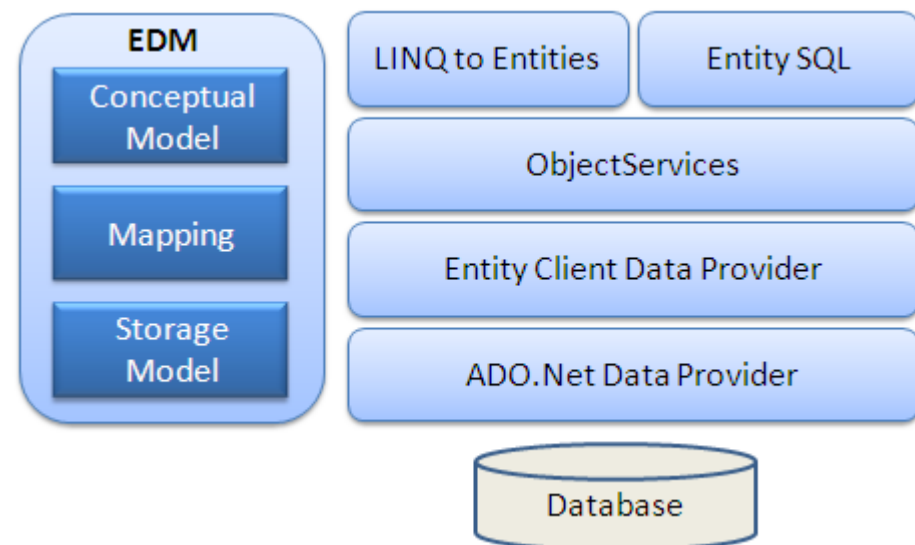 EDM
Conceptual
Model
Mapping
Storage
Model
LINQ to Entities
Entity SQL
ObjectServices
Entity Client Data Provider
ADO.Net Data Provider
Database